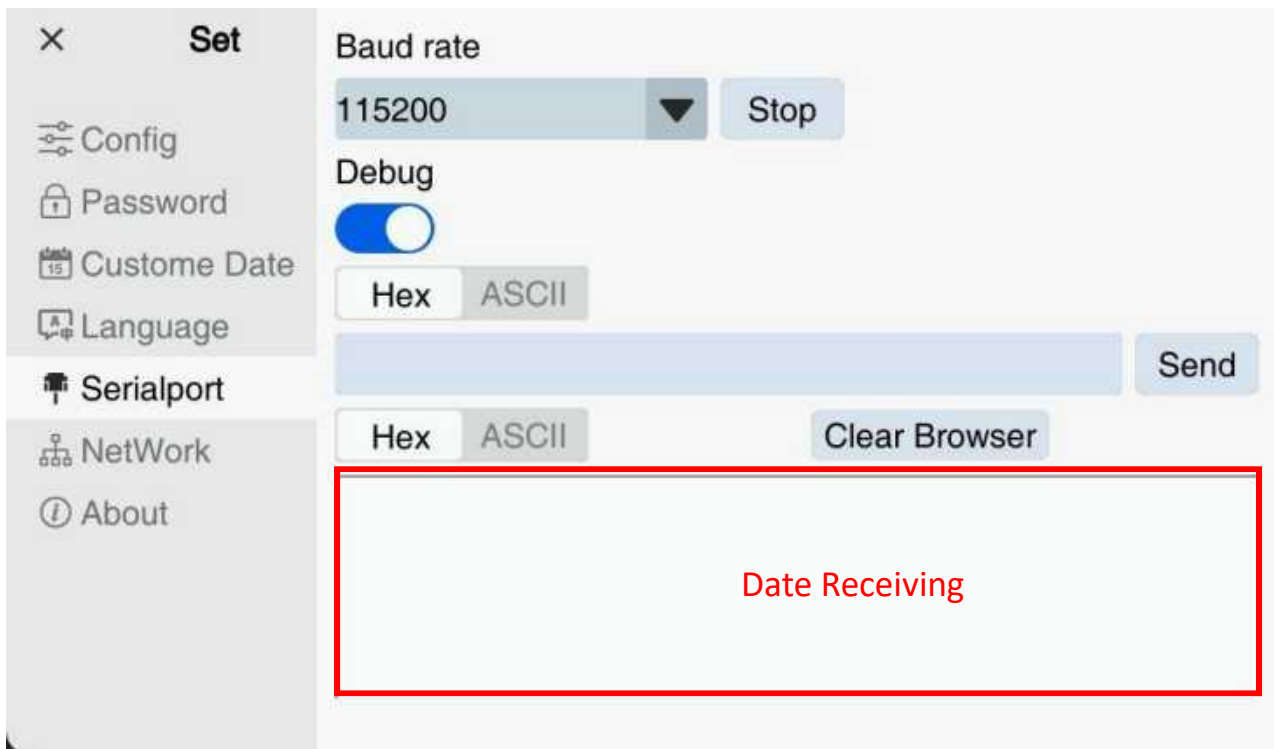 Set
Config
Password
15
Custome Date
A
Language
Serialport
NetWork
i
About
Baud rate
115200
Stop
Debug
Hex ASCII
Send
Hex ASCII
Clear Browser
Date Receiving